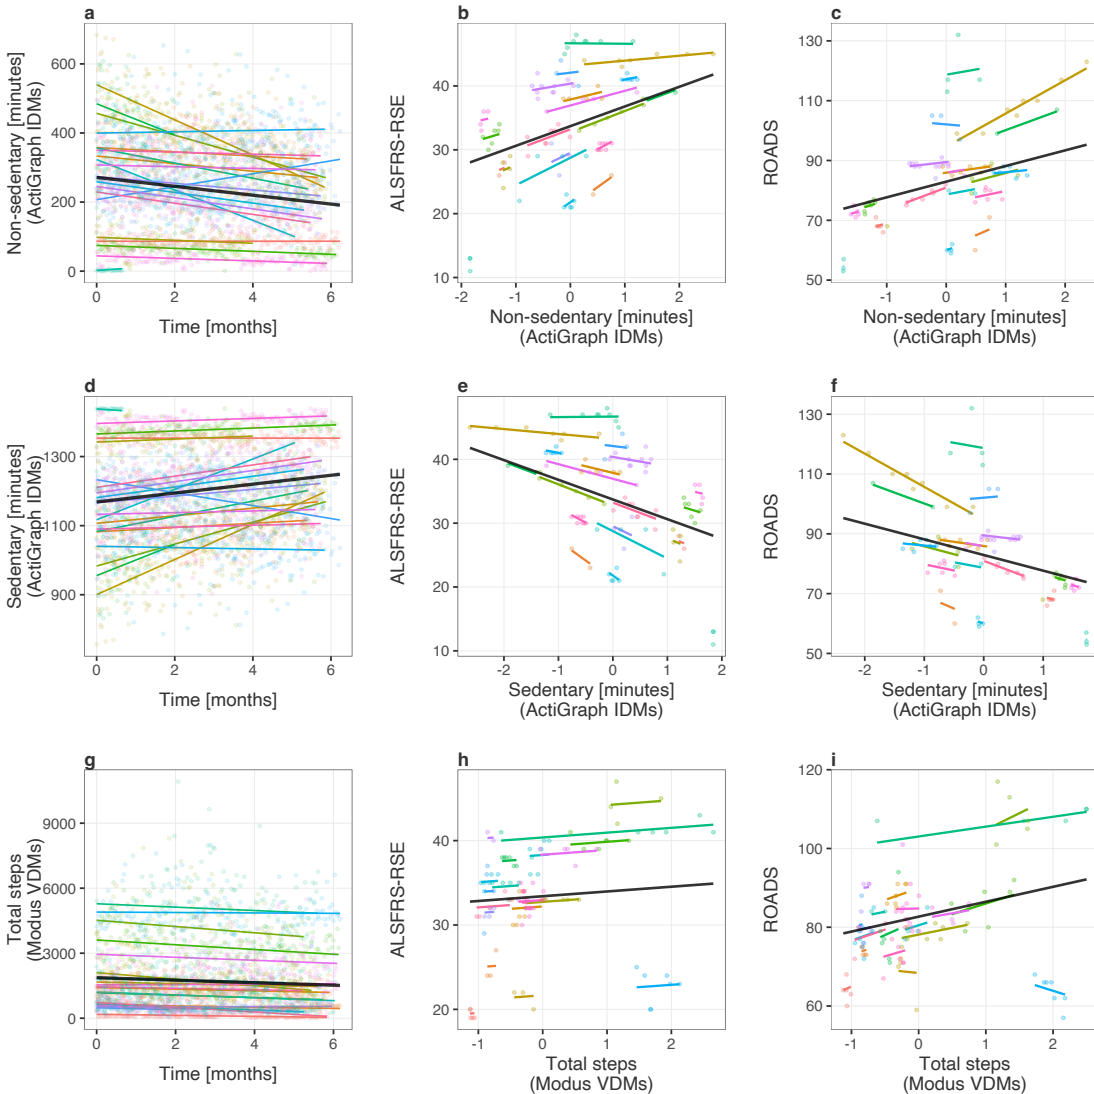 a
Non-sedentary [minutes]
(ActiGraph IDMs)
600
400
200
0
0 2 4 6
Time [months]
b
ALSFRS-RSE
40
30
20
10
-2 -1 0 1 2
Non-sedentary [minutes]
(ActiGraph IDMs)
c
ROADS
130
110
90
70
50
-1 0 1 2
Non-sedentary [minutes]
(ActiGraph IDMs)
d
Sedentary [minutes]
(ActiGraph IDMs)
1300
1100
900
0 2 4 6
Time [months]
e
ALSFRS-RSE
40
30
20
10
-2 -1 0 1 2
Sedentary [minutes]
(ActiGraph IDMs)
f
ROADS
130
110
90
70
50
-2 -1 0 1
Sedentary [minutes]
(ActiGraph IDMs)
g
Total steps
(Modus VDMs)
9000
6000
3000
0
0 2 4 6
Time [months]
h
ALSFRS-RSE
40
30
20
-1 0 1 2
Total steps
(Modus VDMs)
i
ROADS
120
100
80
60
-1 0 1 2
Total steps
(Modus VDMs)